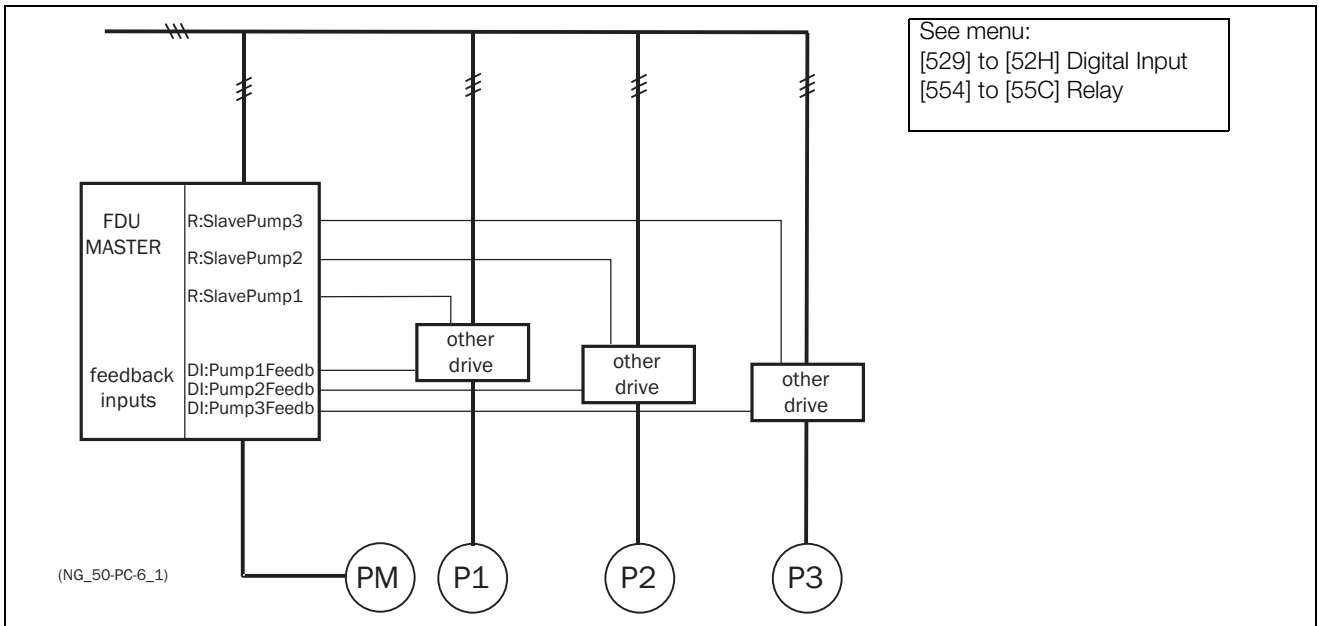 See menu:
[529] to [52H] Digital Input
[554] to [55C] Relay
FDU
MASTER
R:SlavePump3
R:SlavePump2
R:SlavePump1
feedback
inputs
DI:Pump1Feedb
DI:Pump2Feedb
DI:Pump3Feedb
other
drive
other
drive
other
drive
(NG_50-PC-6_1)
PM
P1
P2
P3